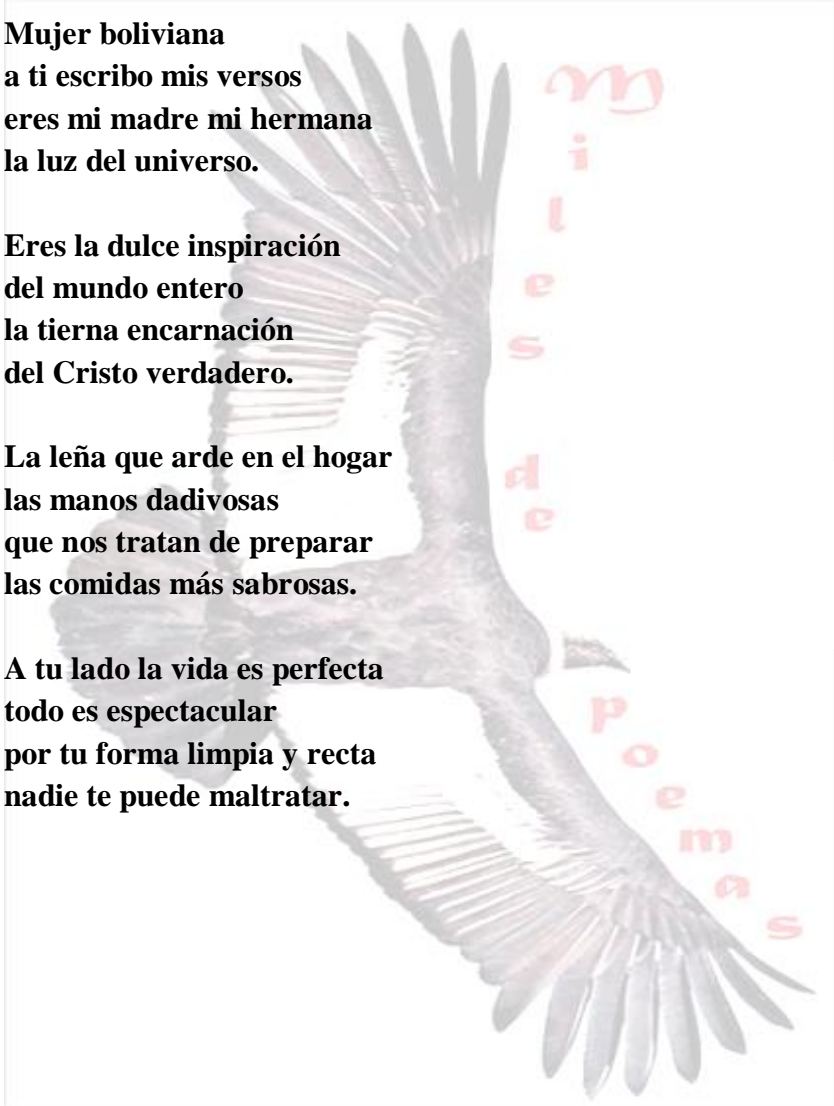 Mujer boliviana
a ti escribo mis versos
eres mi madre mi hermana
la luz del universo.
Eres la dulce inspiración
del mundo entero
la tierna encarnación
del Cristo verdadero.
La leña que arde en el hogar
las manos dadivosas
que nos tratan de preparar
las comidas más sabrosas.
A tu lado la vida es perfecta
todo es espectacular
por tu forma limpia y recta
nadie te puede maltratar.
Miles de poemas